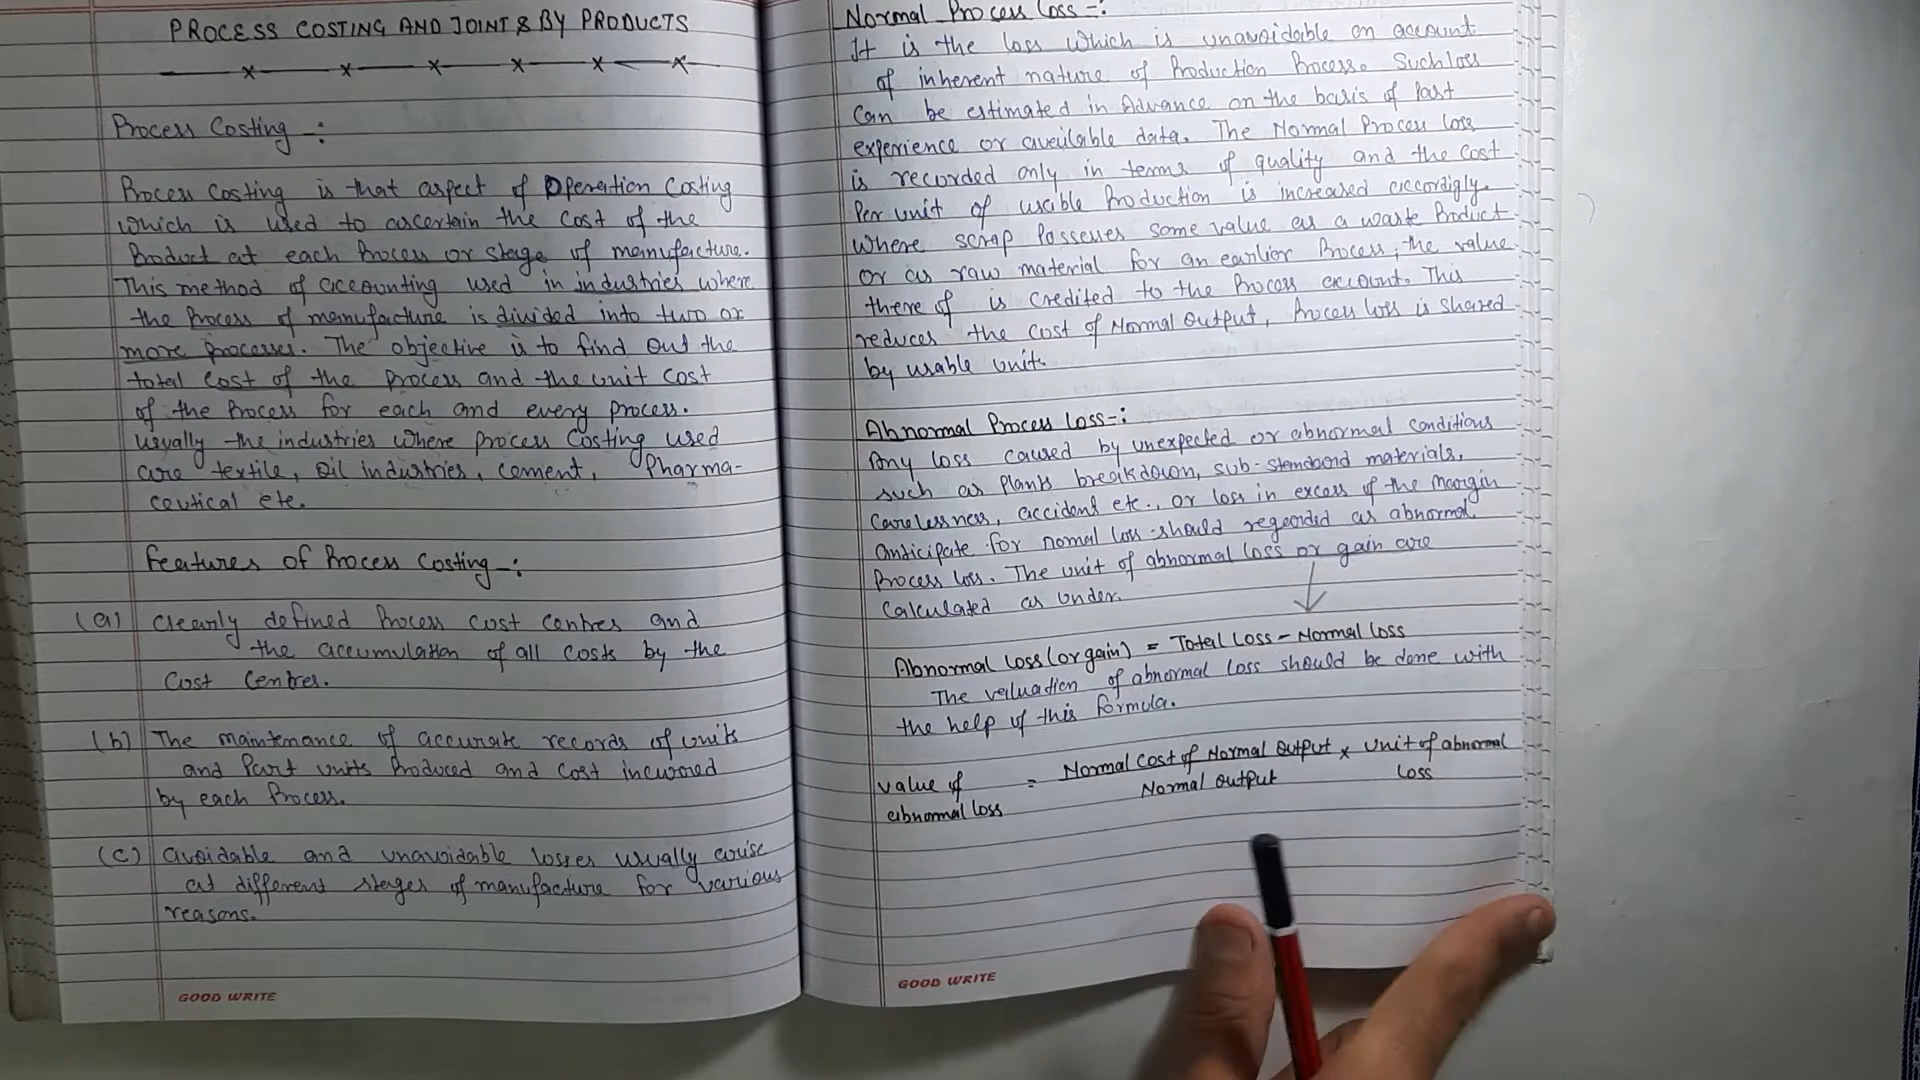 PROCESS COSTING AND JOINT & BY PRODUCTS
Process Costing -:
Process Costing is that aspect of Operation Costing
which is used to ascertain the cost of the
Product at each Process or stage of manufacture.
This method of accounting used in industries where
the Process of manufacture is divided into two or
more processes. The objective is to find out the
total cost of the process and the unit cost
of the Process for each and every process.
usually the industries where process Costing used
are textile, oil industries, cement, Pharma-
ceutical etc.
Features of Process Costing -:
(a) clearly defined Process cost centres and
the accumulation of all costs by the
Cost Centres.
(b) The maintenance of accurate records of units
and Part units Produced and cost incurred
by each Process.
(c) avoidable and unavoidable losses usually arise
at different stages of manufacture for various
reasons.
GOOD WRITE
Normal Process Loss -:
It is the loss which is unavoidable on account
of inherent nature of Production Process. Such loss
can be estimated in Advance on the basis of Past
experience or available data. The Normal Process loss
is recorded only in terms of quality and the cost
Per unit of usable Production is increased accordigly.
Where scrap Possesses some value as a waste Product
or as raw material for an earlier Process, the value
there of is credited to the Process account. This
reduces the cost of Normal Output, Process loss is shared
by usable unit.
Abnormal Process Loss-:
Any loss caused by unexpected or abnormal conditions
such as Plants breakdown, sub-standard materials,
carelessness, accident etc., or loss in excess of the margin
anticipate for normal loss should regarded as abnormal
Process loss. The unit of abnormal loss or gain are
Calculated as under.
Abnormal Loss (or gain) = Total Loss - Normal loss
The valuation of abnormal loss should be done with
the help of this formula.
value of abnormal loss = Normal Cost of Normal Output / Normal Output × Unit of abnormal loss
GOOD WRITE